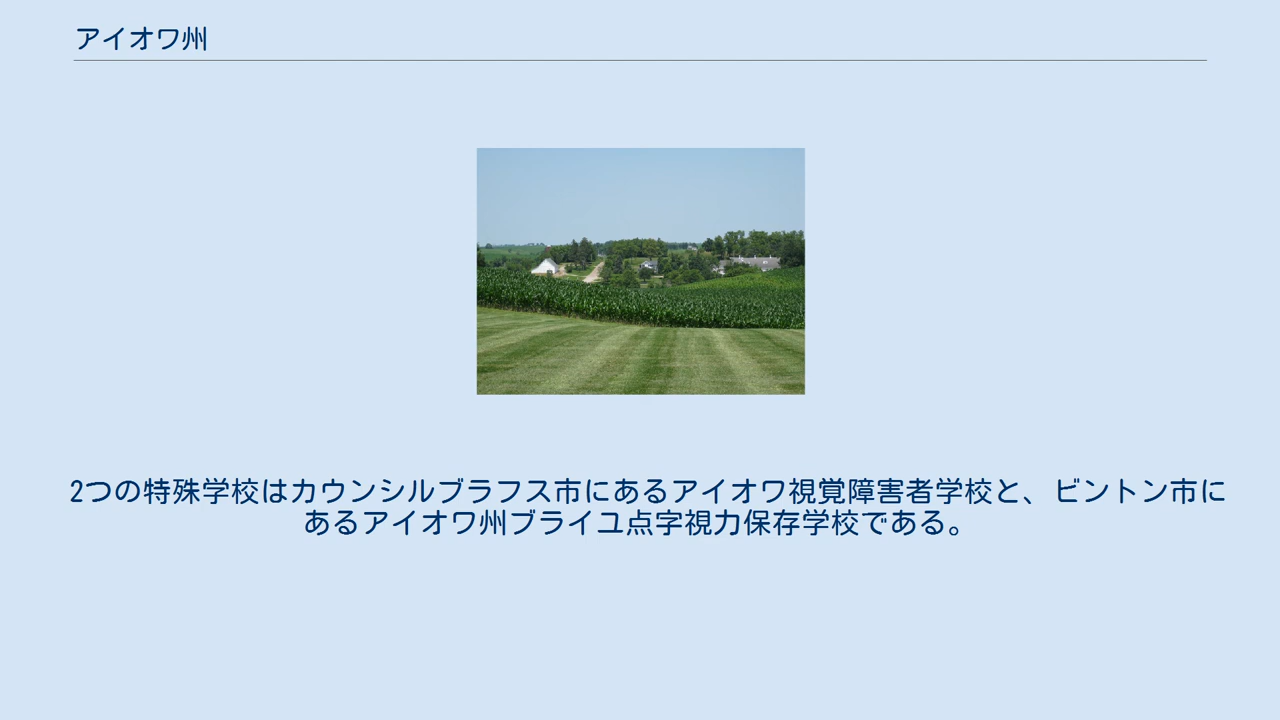 アイオワ州
2つの特殊学校はカウンシルブラフス市にあるアイオワ視覚障害者学校と、ビントン市に
あるアイオワ州ブライユ点字視力保存学校である。